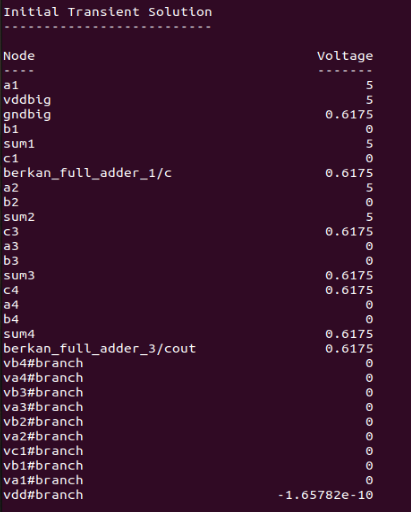 Initial Transient Solution
--------------------------
Node Voltage
---- -------
a1 5
vddbig 5
gndbig 0.6175
b1 0
sum1 5
c1 0
berkan_full_adder_1/c 0.6175
a2 5
b2 0
sum2 5
c3 0.6175
a3 0
b3 0
sum3 0.6175
c4 0.6175
a4 0
b4 0
sum4 0.6175
berkan_full_adder_3/cout 0.6175
vb4#branch 0
va4#branch 0
vb3#branch 0
va3#branch 0
vb2#branch 0
va2#branch 0
vc1#branch 0
vb1#branch 0
va1#branch 0
vdd#branch -1.65782e-10